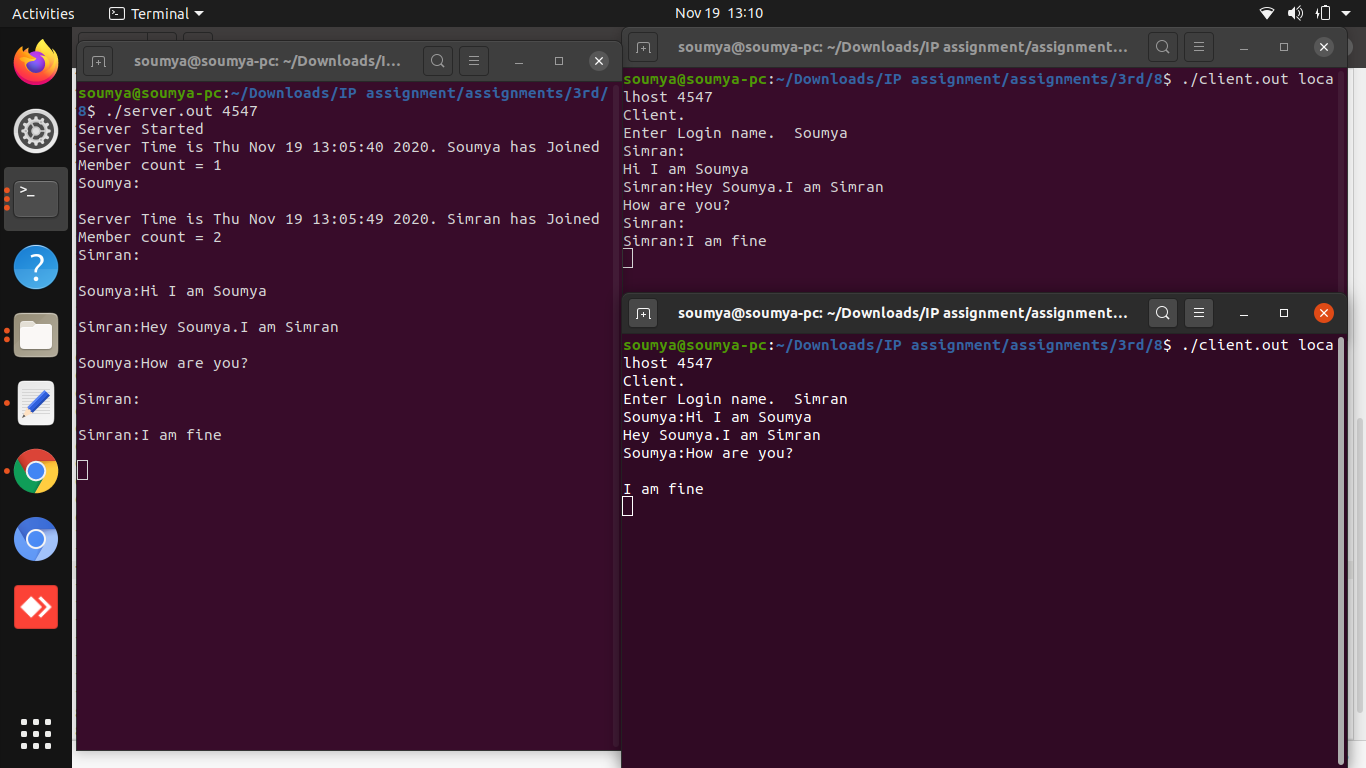 Activities
Terminal
Nov 19 13:10
soumya@soumya-pc: ~/Downloads/I...
soumya@soumya-pc:~/Downloads/IP assignment/assignments/3rd/
8$ ./server.out 4547
Server Started
Server Time is Thu Nov 19 13:05:40 2020. Soumya has Joined
Member count = 1
Soumya:
Server Time is Thu Nov 19 13:05:49 2020. Simran has Joined
Member count = 2
Simran:
Soumya:Hi I am Soumya
Simran:Hey Soumya.I am Simran
Soumya:How are you?
Simran:
Simran:I am fine
soumya@soumya-pc: ~/Downloads/IP assignment/assignment...
soumya@soumya-pc:~/Downloads/IP assignment/assignments/3rd/8$ ./client.out loca
lhost 4547
Client.
Enter Login name.  Soumya
Simran:
Hi I am Soumya
Simran:Hey Soumya.I am Simran
How are you?
Simran:
Simran:I am fine
soumya@soumya-pc: ~/Downloads/IP assignment/assignment...
soumya@soumya-pc:~/Downloads/IP assignment/assignments/3rd/8$ ./client.out loca
lhost 4547
Client.
Enter Login name.  Simran
Soumya:Hi I am Soumya
Hey Soumya.I am Simran
Soumya:How are you?
I am fine